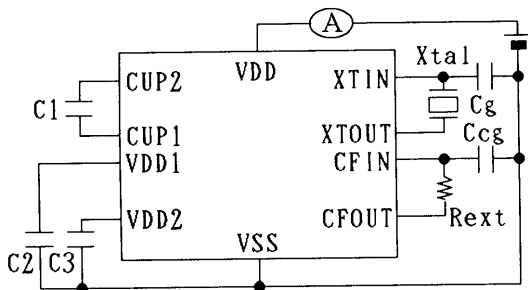 A
VDD
Xtal
CUP2
XTIN
C1
Cg
CUP1
XTOUT
Ccg
VDD1
CFIN
VDD2
CFOUT
Rext
VSS
C2
C3